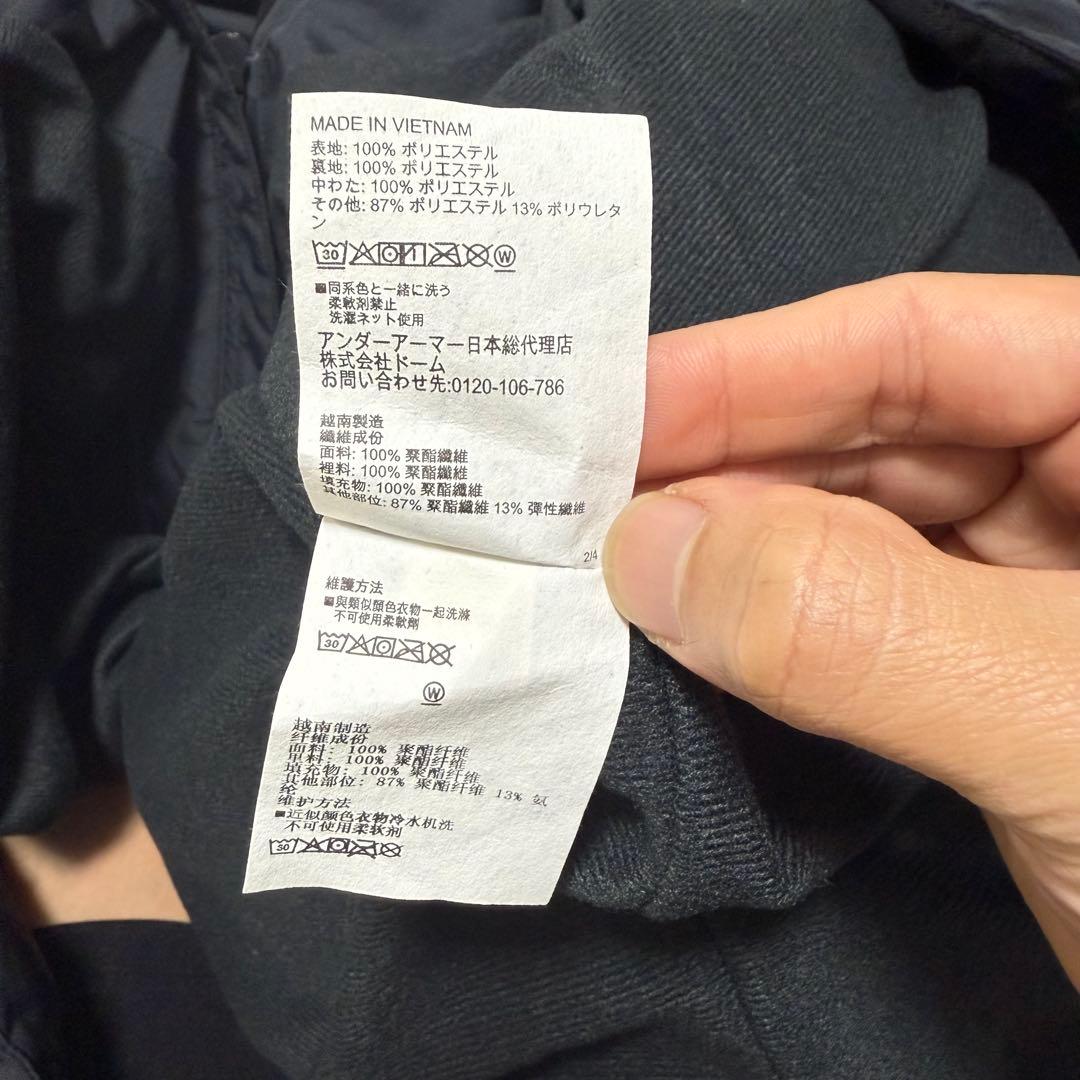 MADE IN VIETNAM
表地: 100% ポリエステル
裏地: 100% ポリエステル
中わた: 100% ポリエステル
その他: 87% ポリエステル 13% ポリウレタ
ン
30 W
■同系色と一緒に洗う
柔軟剤禁止
洗濯ネット使用
アンダーアーマー日本総代理店
株式会社ドーム
お問い合わせ先:0120-106-786
越南製造
纖維成份
面料: 100% 聚酯纖維
裡料: 100% 聚酯纖維
填充物: 100% 聚酯纖維
其他部位: 87% 聚酯纖維 13% 彈性纖維
2/4
維護方法
■與類似顏色衣物一起洗滌
不可使用柔軟劑
30
W
越南制造
纤维成份
面料: 100% 聚酯纤维
里料: 100% 聚酯纤维
填充物: 100% 聚酯纤维
其他部位: 87% 聚酯纤维 13% 氨
纶
维护方法
■近似颜色衣物冷水机洗
不可使用柔软剂
30